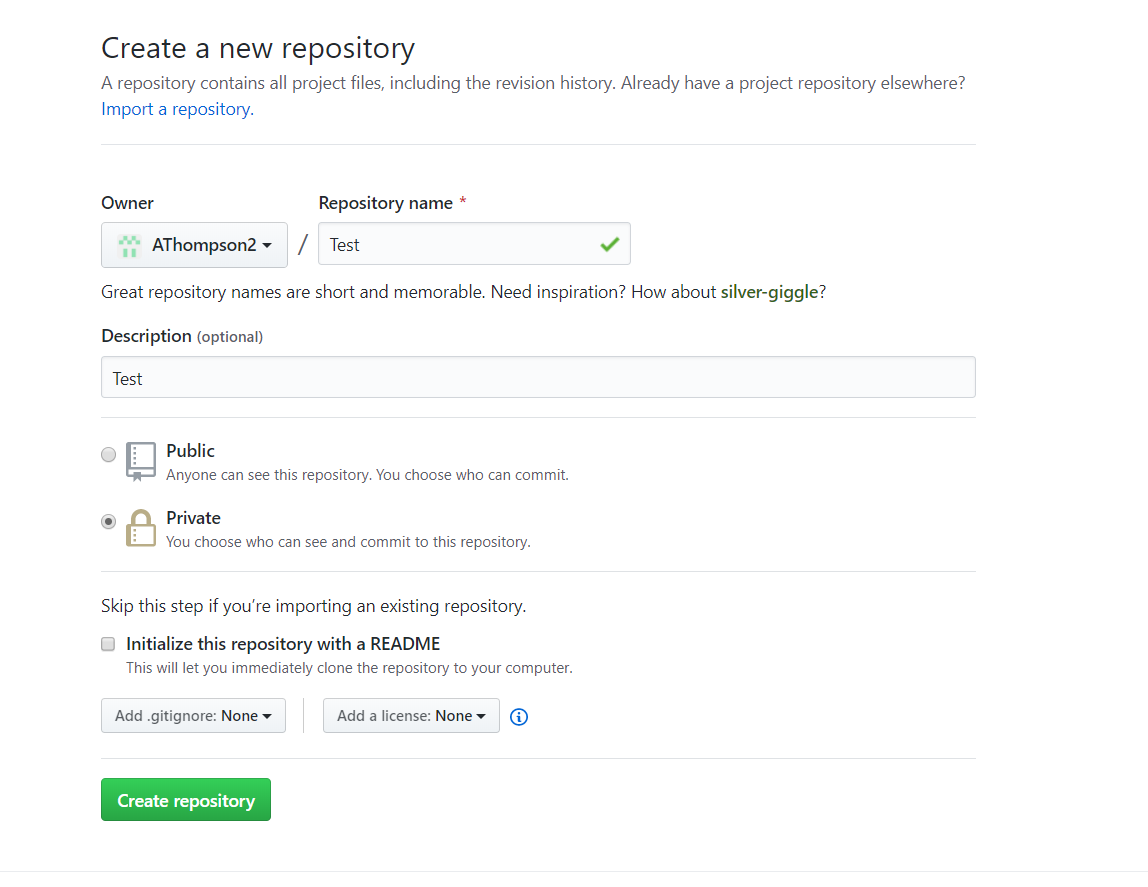 Create a new repository
A repository contains all project files, including the revision history. Already have a project repository elsewhere?
Import a repository.
Owner
Repository name *
AThompson2 / Test
Great repository names are short and memorable. Need inspiration? How about silver-giggle?
Description (optional)
Test
Public
Anyone can see this repository. You choose who can commit.
Private
You choose who can see and commit to this repository.
Skip this step if you’re importing an existing repository.
Initialize this repository with a README
This will let you immediately clone the repository to your computer.
Add .gitignore: None
Add a license: None
Create repository